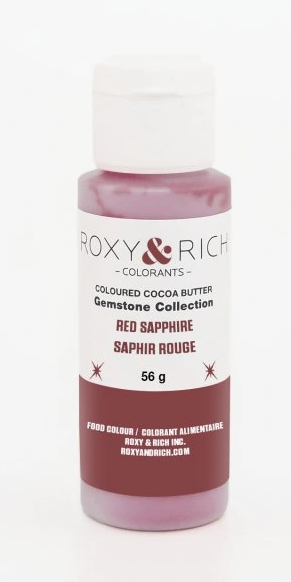 ROXY & RICH
– COLORANTS –
COLOURED COCOA BUTTER
Gemstone Collection
RED SAPPHIRE
SAPHIR ROUGE
56 g
FOOD COLOUR / COLORANT ALIMENTAIRE
ROXY & RICH INC.
ROXYANDRICH.COM